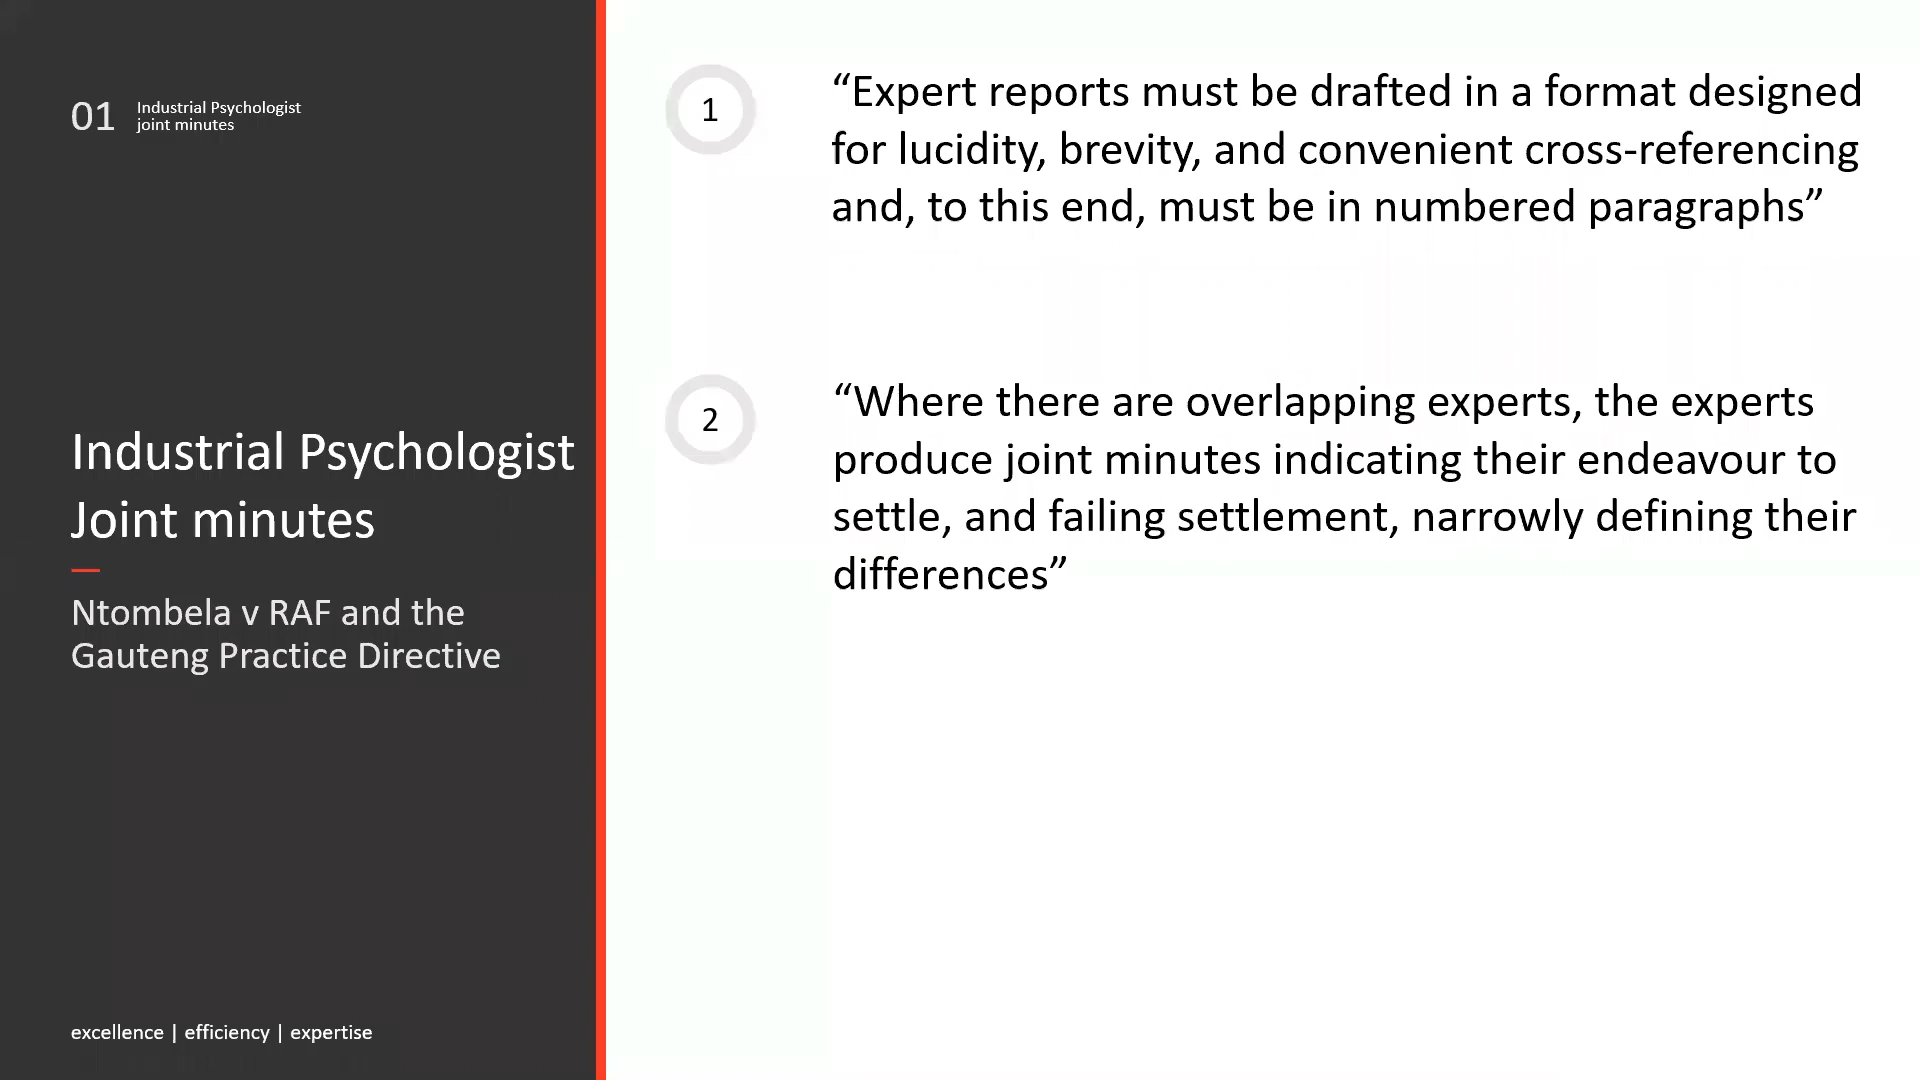 01
Industrial Psychologist
joint minutes
Industrial Psychologist
Joint minutes
Ntombela v RAF and the
Gauteng Practice Directive
excellence | efficiency | expertise
1
“Expert reports must be drafted in a format designed
for lucidity, brevity, and convenient cross-referencing
and, to this end, must be in numbered paragraphs”
2
“Where there are overlapping experts, the experts
produce joint minutes indicating their endeavour to
settle, and failing settlement, narrowly defining their
differences”